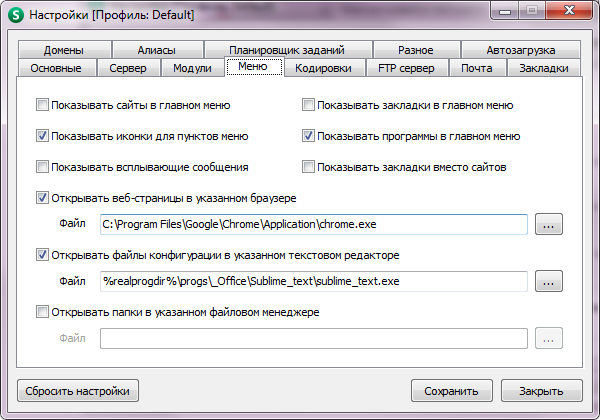 Настройки [Профиль: Default]
Домены Алиасы Планировщик заданий Разное Автозагрузка
Основные Сервер Модули Меню Кодировки FTP сервер Почта Закладки
Показывать сайты в главном меню Показывать закладки в главном меню
Показывать иконки для пунктов меню Показывать программы в главном меню
Показывать всплывающие сообщения Показывать закладки вместо сайтов
Открывать веб-страницы в указанном браузере
Файл C:\Program Files\Google\Chrome\Application\chrome.exe ...
Открывать файлы конфигурации в указанном текстовом редакторе
Файл %realprogdir%\progs\_Office\Sublime_text\sublime_text.exe ...
Открывать папки в указанном файловом менеджере
Файл ...
Сбросить настройки Сохранить Закрыть